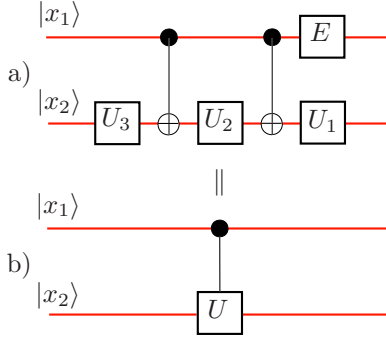 |x₁⟩
E
a)
|x₂⟩
U₃ U₂ U₁
=
|x₁⟩
b)
|x₂⟩
U